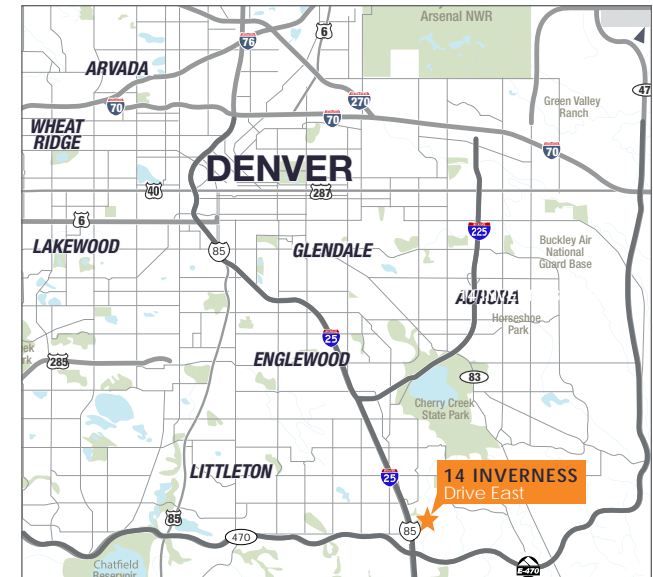 Arsenal NWR
6
76
ARVADA
270
47
70
70
Green Valley
Ranch
WHEAT
RIDGE
70
DENVER
40
287
6
225
LAKEWOOD
85
GLENDALE
Buckley Air
National
Guard Base
AURORA
Horseshoe
Park
25
ENGLEWOOD
285
83
Cherry Creek
State Park
LITTLETON
25
14 INVERNESS
Drive East
85
85
470
E-470
Chatfield
Reservoir